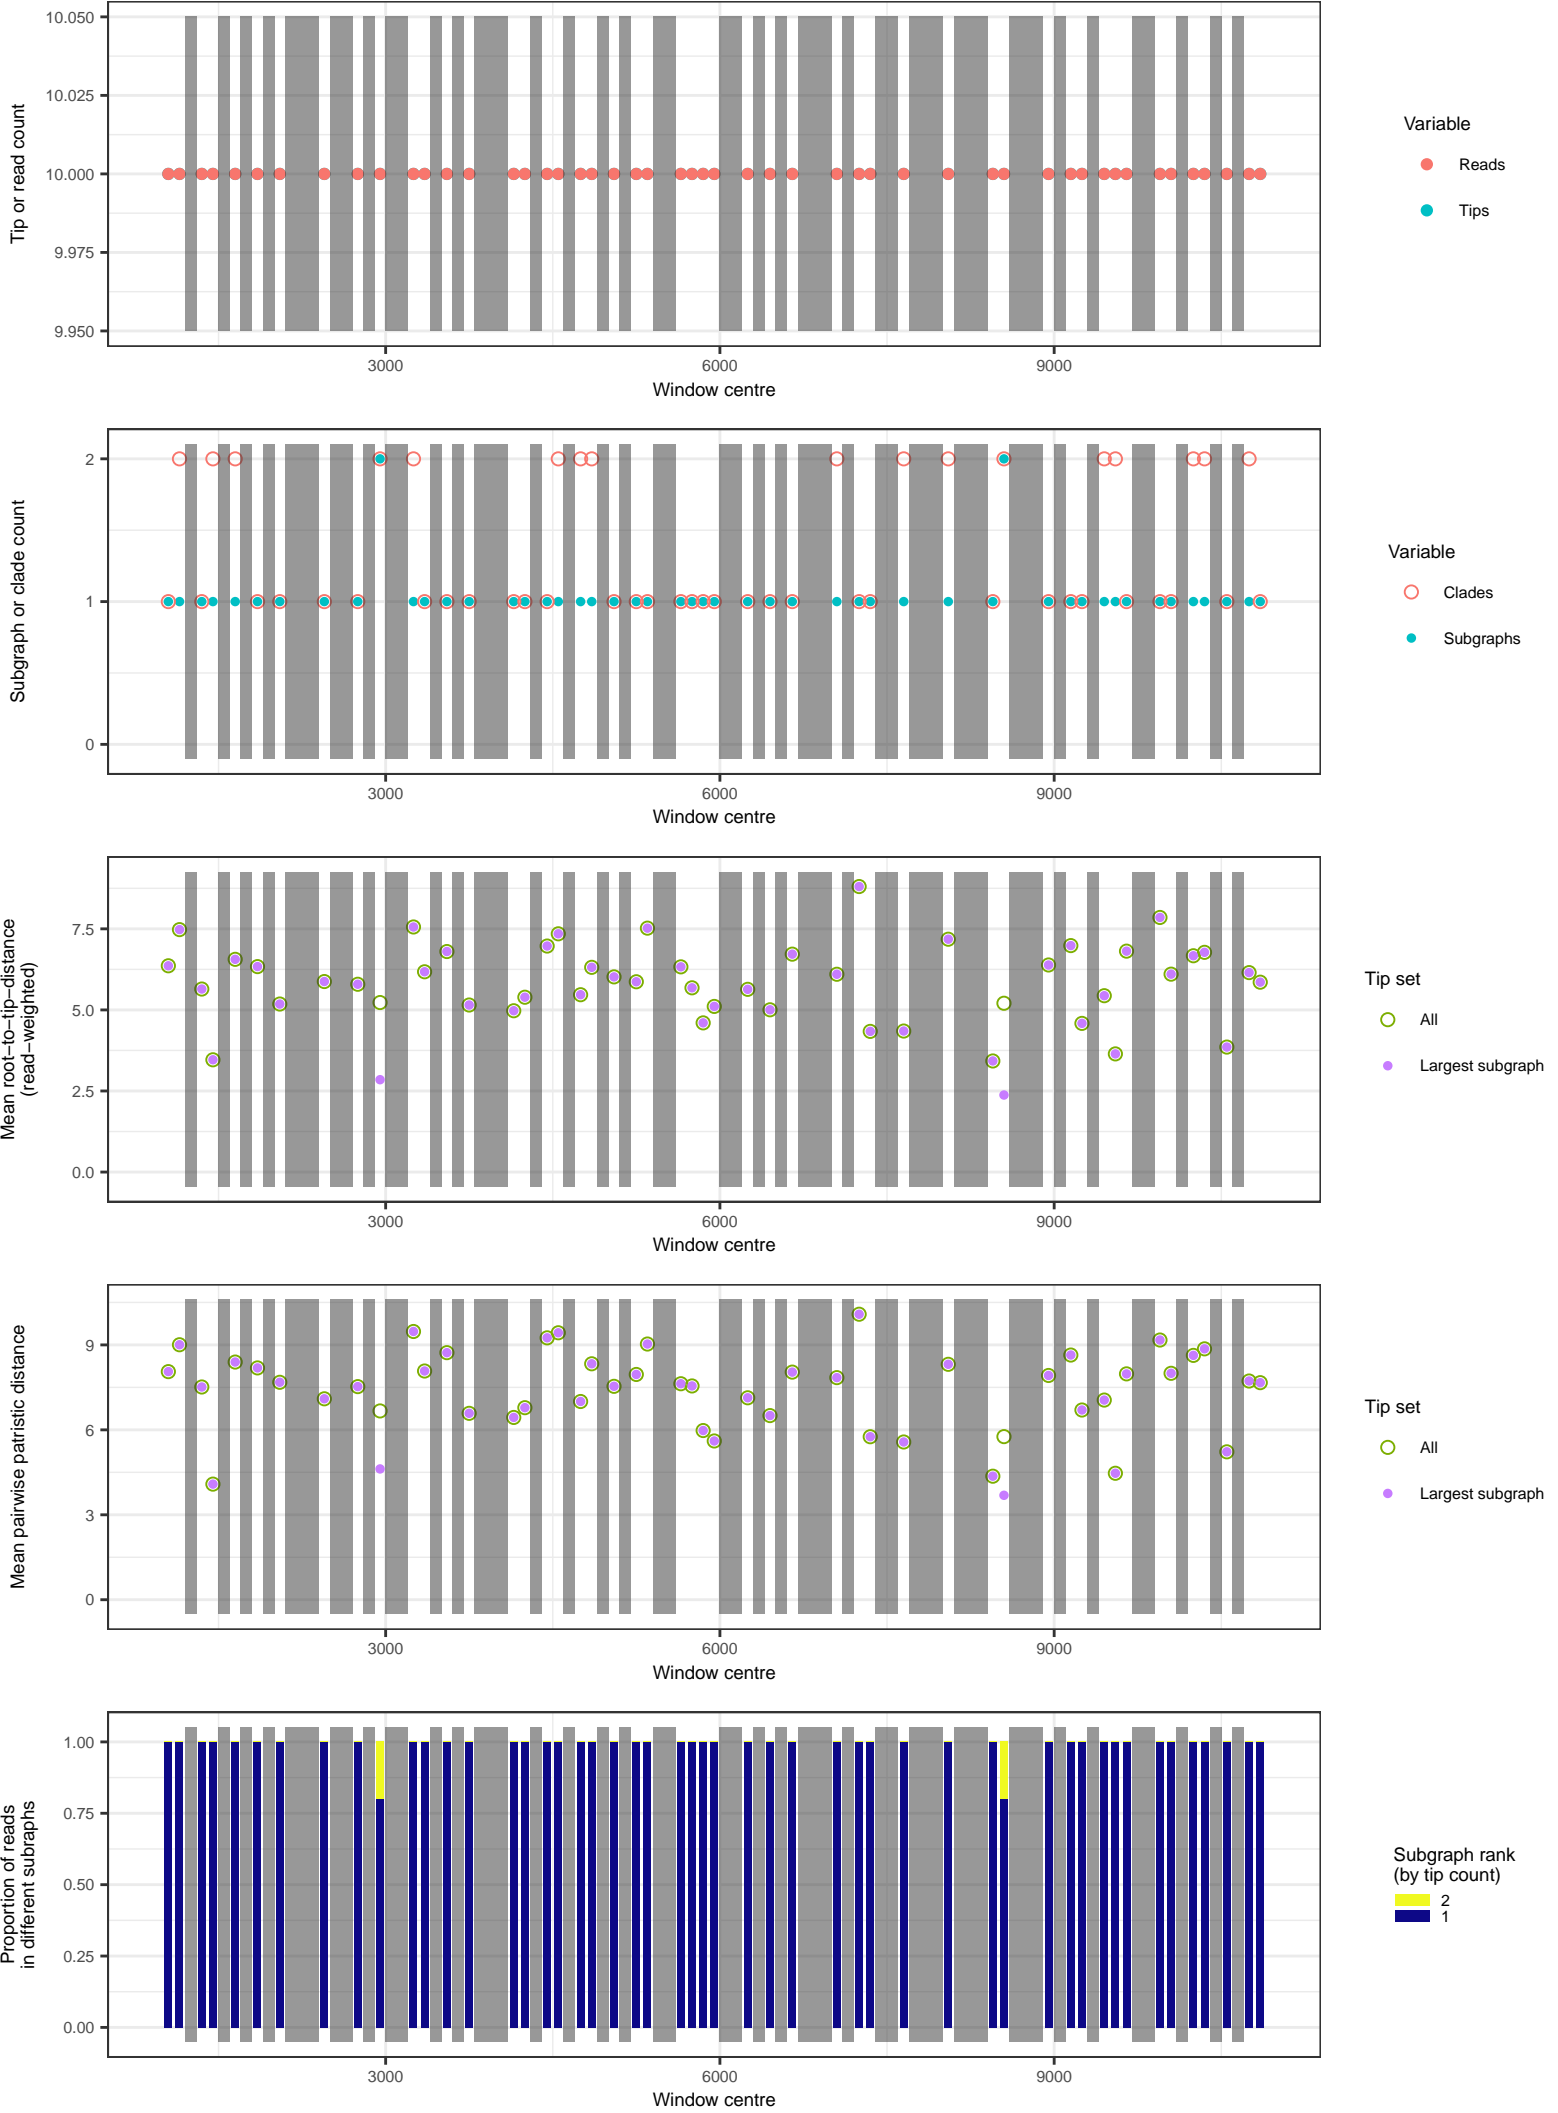 10.050
10.025
10.000
9.975
9.950
Tip or read count
3000
6000
9000
Window centre
Variable
Reads
Tips
2
1
0
Subgraph or clade count
3000
6000
9000
Window centre
Variable
Clades
Subgraphs
7.5
5.0
2.5
0.0
Mean root−to−tip−distance
(read−weighted)
3000
6000
9000
Window centre
Tip set
All
Largest subgraph
9
6
3
0
Mean pairwise patristic distance
3000
6000
9000
Window centre
Tip set
All
Largest subgraph
1.00
0.75
0.50
0.25
0.00
Proportion of reads
in different subraphs
3000
6000
9000
Window centre
Subgraph rank
(by tip count)
2
1